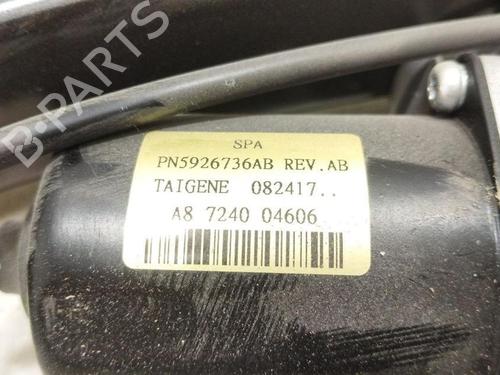 B-PARTS
SPA
PN5926736AB REV.AB
TAIGENE 082417..
A8 7240 04606